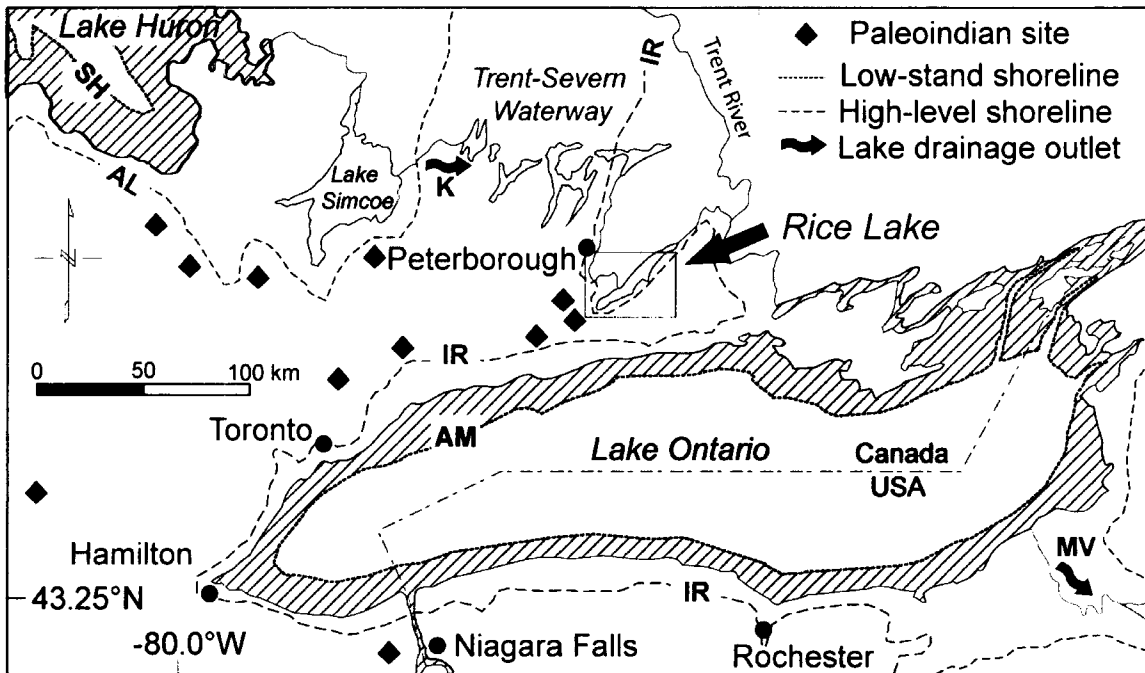 Lake Huron
SH
AL
Trent-Severn
Waterway
IR
Trent River
Paleoindian site
Low-stand shoreline
High-level shoreline
Lake drainage outlet
K
Lake
Simcoe
N
Peterborough
Rice Lake
0 50 100 km
IR
Toronto
AM
Lake Ontario
Canada
USA
Hamilton
43.25°N
-80.0°W
IR
MV
Niagara Falls
Rochester